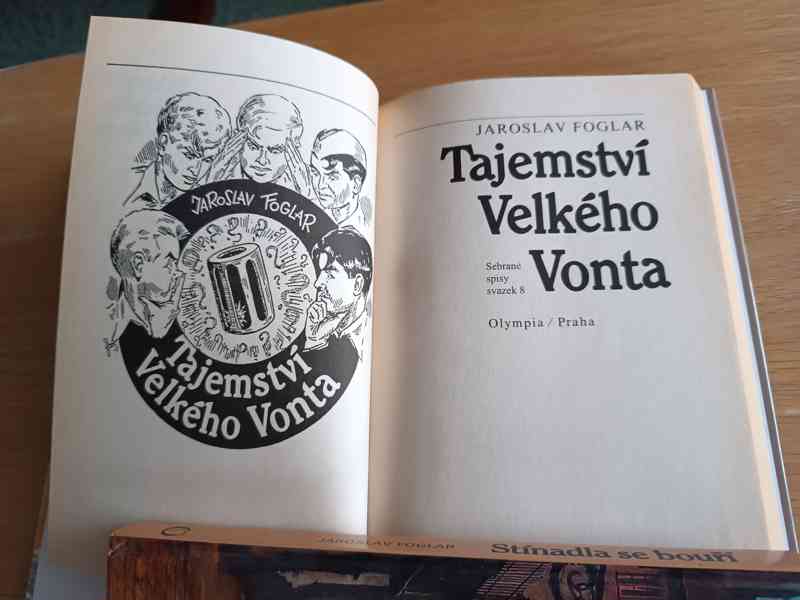 JAROSLAV FOGLAR
Tajemství
Velkého Vonta
JAROSLAV FOGLAR
Tajemství
Velkého
Vonta
Sebrané
spisy
svazek 8
Olympia / Praha
JAROSLAV FOGLAR Stínadla se bouří